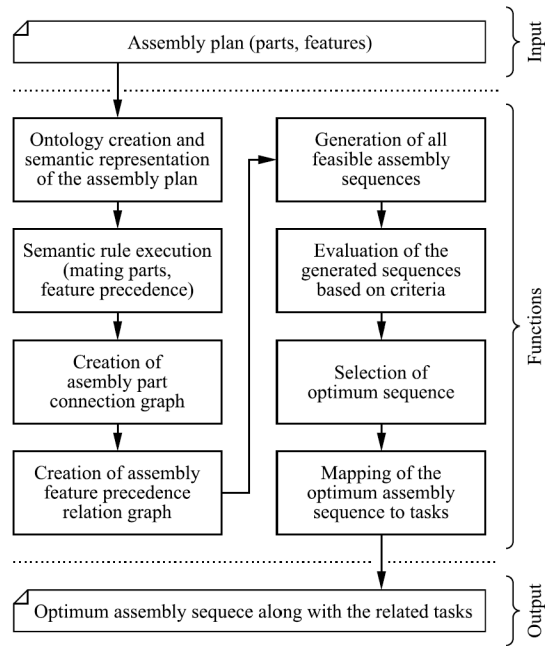 Assembly plan (parts, features)
Input
Ontology creation and
semantic representation
of the assembly plan
Semantic rule execution
(mating parts,
feature precedence)
Creation of
asembly part
connection graph
Creation of assembly
feature precedence
relation graph
Generation of all
feasible assembly
sequences
Evaluation of the
generated sequences
based on criteria
Selection of
optimum sequence
Mapping of the
optimum assembly
sequence to tasks
Functions
Optimum assembly sequece along with the related tasks
Output